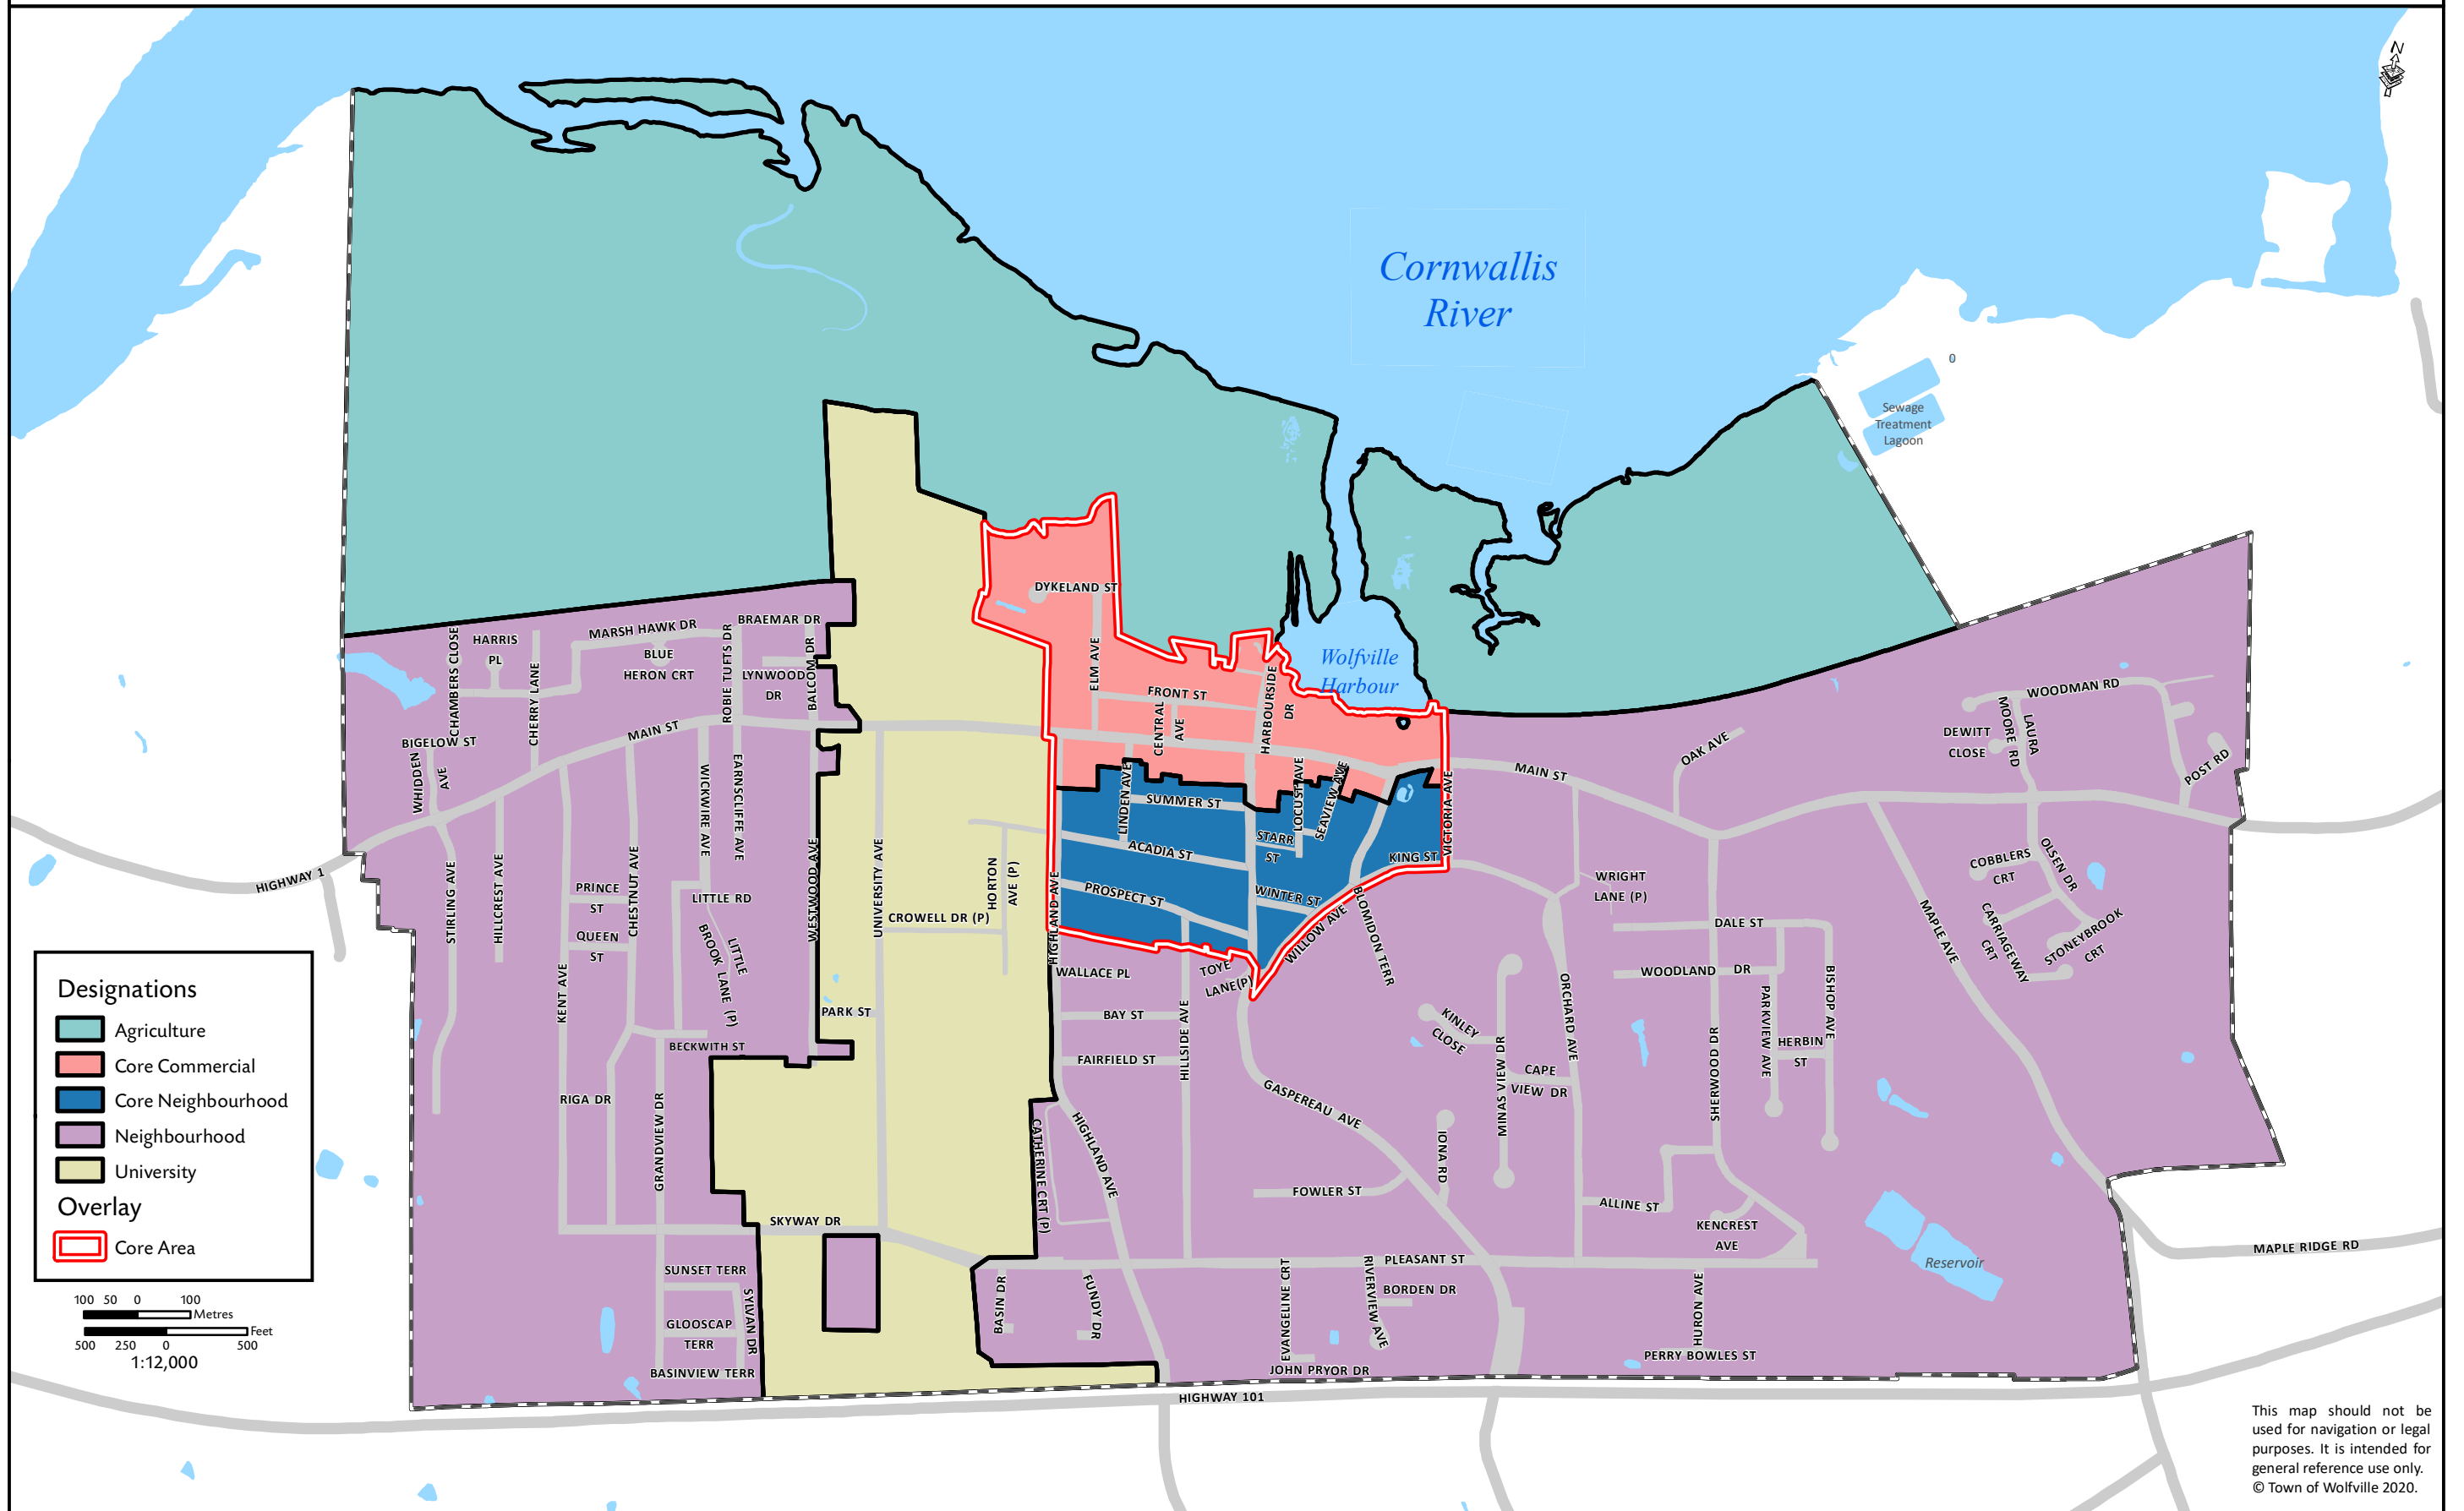 N
Cornwallis
River
0
Sewage
Treatment
Lagoon
DYKELAND ST
Wolfville
Harbour
BRAEMAR DR
MARSH HAWK DR
HARRIS
PL
CHAMBERS CLOSE
CHERRY LANE
BLUE
HERON CRT
ROBIE TUFTS DR
LYNWOOD
DR
BALCOM DR
ELM AVE
FRONT ST
CENTRAL
AVE
HARBOURSIDE
DR
WOODMAN RD
MOORE RD
LAURA
DEWITT
CLOSE
POST RD
OAK AVE
MAIN ST
BIGELOW ST
WHIDDEN
AVE
MAIN ST
WICKWIRE AVE
EARNSCLIFFE AVE
LINDEN AVE
SUMMER ST
LOCUST AVE
SEAVIEW AVE
VICTORIA AVE
STARR
ST
ACADIA ST
KING ST
HIGHWAY 1
STIRLING AVE
HILLCREST AVE
PRINCE
ST
QUEEN
ST
CHESTNUT AVE
LITTLE RD
WESTWOOD AVE
UNIVERSITY AVE
HORTON
AVE (P)
CROWELL DR (P)
HIGHLAND AVE
PROSPECT ST
WINTER ST
WILLOW AVE
BLOMIDON TERR
WRIGHT
LANE (P)
DALE ST
MAPLE AVE
COBBLERS
CRT
OLSEN DR
CARRIAGEWAY
CRT
STONEYBROOK
CRT
LITTLE
BROOK LANE (P)
KENT AVE
WALLACE PL
TOYE
LANE(P)
WOODLAND DR
PARKVIEW AVE
BISHOP AVE
ORCHARD AVE
PARK ST
BAY ST
HILLSIDE AVE
KINLEY
CLOSE
MINAS VIEW DR
HERBIN
ST
BECKWITH ST
FAIRFIELD ST
CAPE
VIEW DR
SHERWOOD DR
RIGA DR
GRANDVIEW DR
CATHERINE CRT (P)
HIGHLAND AVE
GASPEREAU AVE
IONA RD
FOWLER ST
ALLINE ST
KENCREST
AVE
SKYWAY DR
PLEASANT ST
Reservoir
MAPLE RIDGE RD
SUNSET TERR
SYLVAN DR
GLOOSCAP
TERR
BASINVIEW TERR
BASIN DR
FUNDY DR
EVANGELINE CRT
RIVERVIEW AVE
BORDEN DR
HURON AVE
PERRY BOWLES ST
JOHN PRYOR DR
HIGHWAY 101
Designations
Agriculture
Core Commercial
Core Neighbourhood
Neighbourhood
University
Overlay
Core Area
100 50 0 100
Metres
Feet
500 250 0 500
1:12,000
This map should not be
used for navigation or legal
purposes. It is intended for
general reference use only.
© Town of Wolfville 2020.